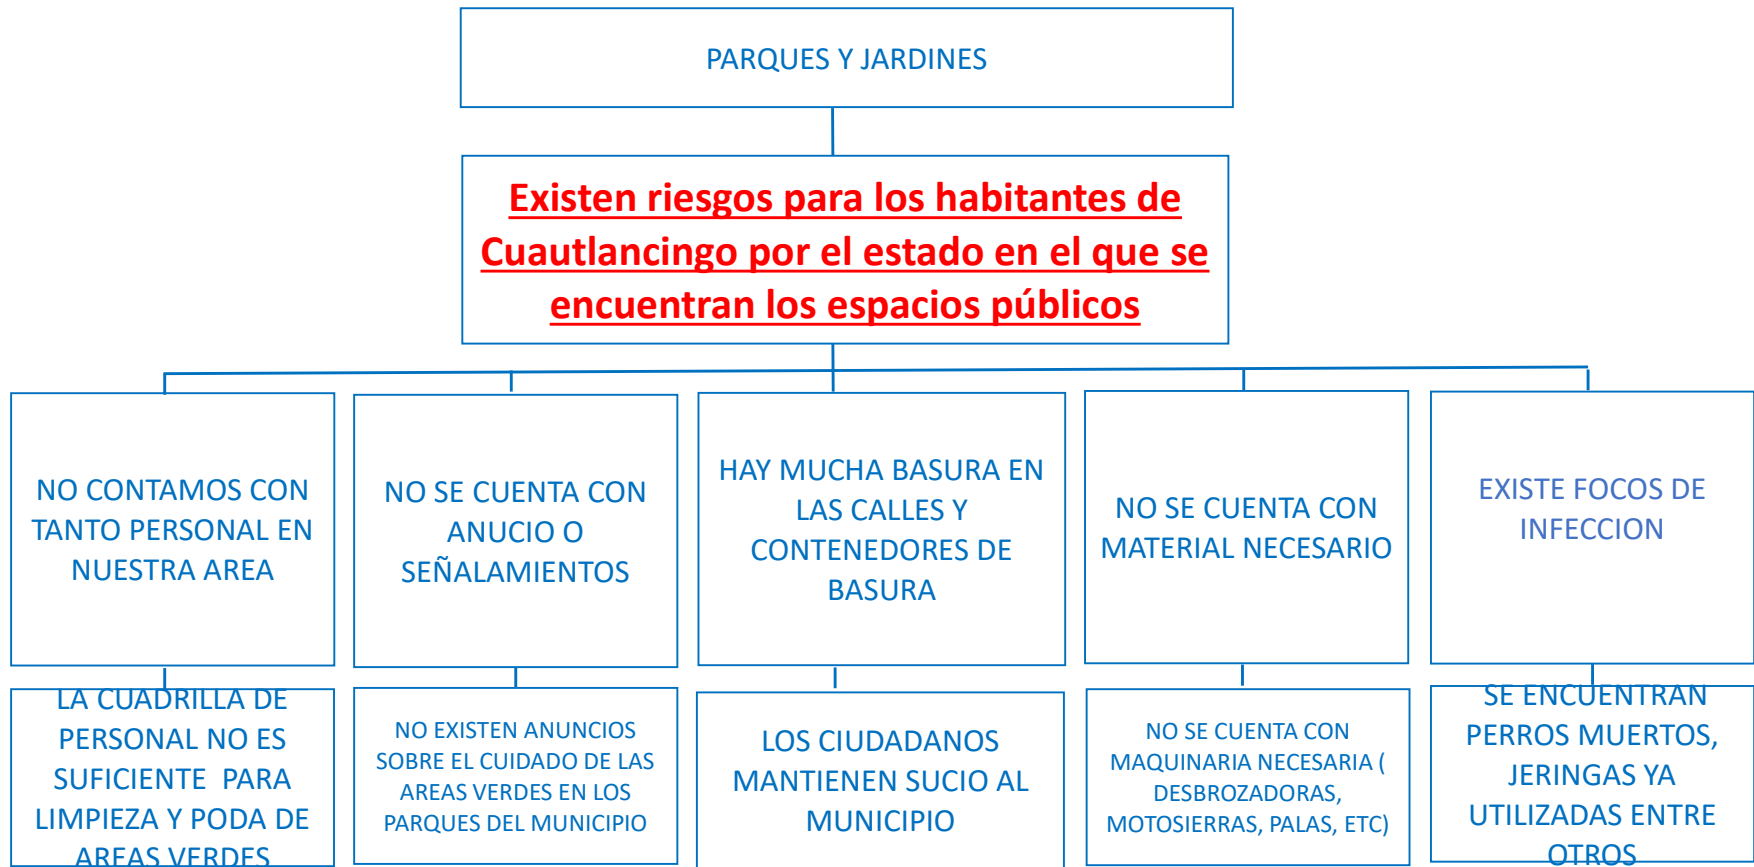 PARQUES Y JARDINES
Existen riesgos para los habitantes de
Cuautlancingo por el estado en el que se
encuentran los espacios públicos
NO CONTAMOS CON
TANTO PERSONAL EN
NUESTRA AREA
NO SE CUENTA CON
ANUCIO O
SEÑALAMIENTOS
HAY MUCHA BASURA EN
LAS CALLES Y
CONTENEDORES DE
BASURA
NO SE CUENTA CON
MATERIAL NECESARIO
EXISTE FOCOS DE
INFECCION
LA CUADRILLA DE
PERSONAL NO ES
SUFICIENTE PARA
LIMPIEZA Y PODA DE
AREAS VERDES
NO EXISTEN ANUNCIOS
SOBRE EL CUIDADO DE LAS
AREAS VERDES EN LOS
PARQUES DEL MUNICIPIO
LOS CIUDADANOS
MANTIENEN SUCIO AL
MUNICIPIO
NO SE CUENTA CON
MAQUINARIA NECESARIA (
DESBROZADORAS,
MOTOSIERRAS, PALAS, ETC)
SE ENCUENTRAN
PERROS MUERTOS,
JERINGAS YA
UTILIZADAS ENTRE
OTROS